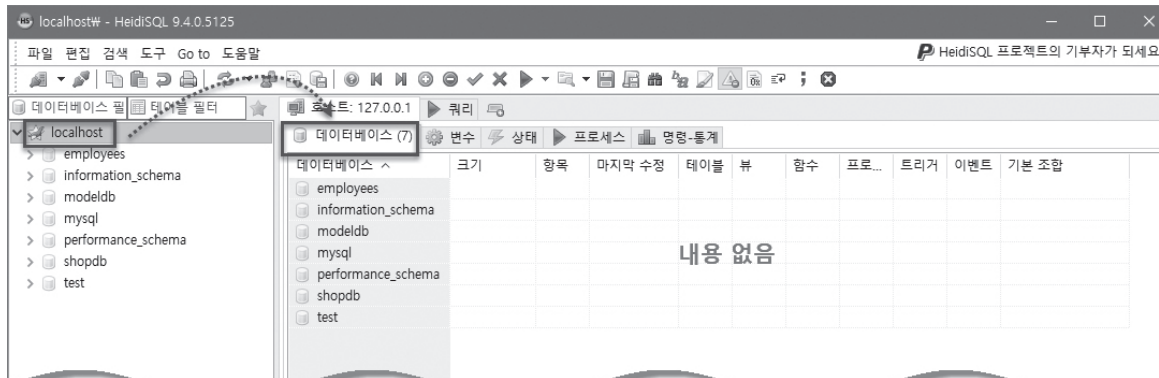 localhost₩ - HeidiSQL 9.4.0.5125
파일 편집 검색 도구 Go to 도움말
HeidiSQL 프로젝트의 기부자가 되세요
데이터베이스 필 테이블 필터
호스트: 127.0.0.1 쿼리
localhost
employees
information_schema
modeldb
mysql
performance_schema
shopdb
test
데이터베이스 (7) 변수 상태 프로세스 명령-통계
데이터베이스 크기 항목 마지막 수정 테이블 뷰 함수 프로... 트리거 이벤트 기본 조합
employees
information_schema
modeldb
mysql
performance_schema
shopdb
test
내용 없음